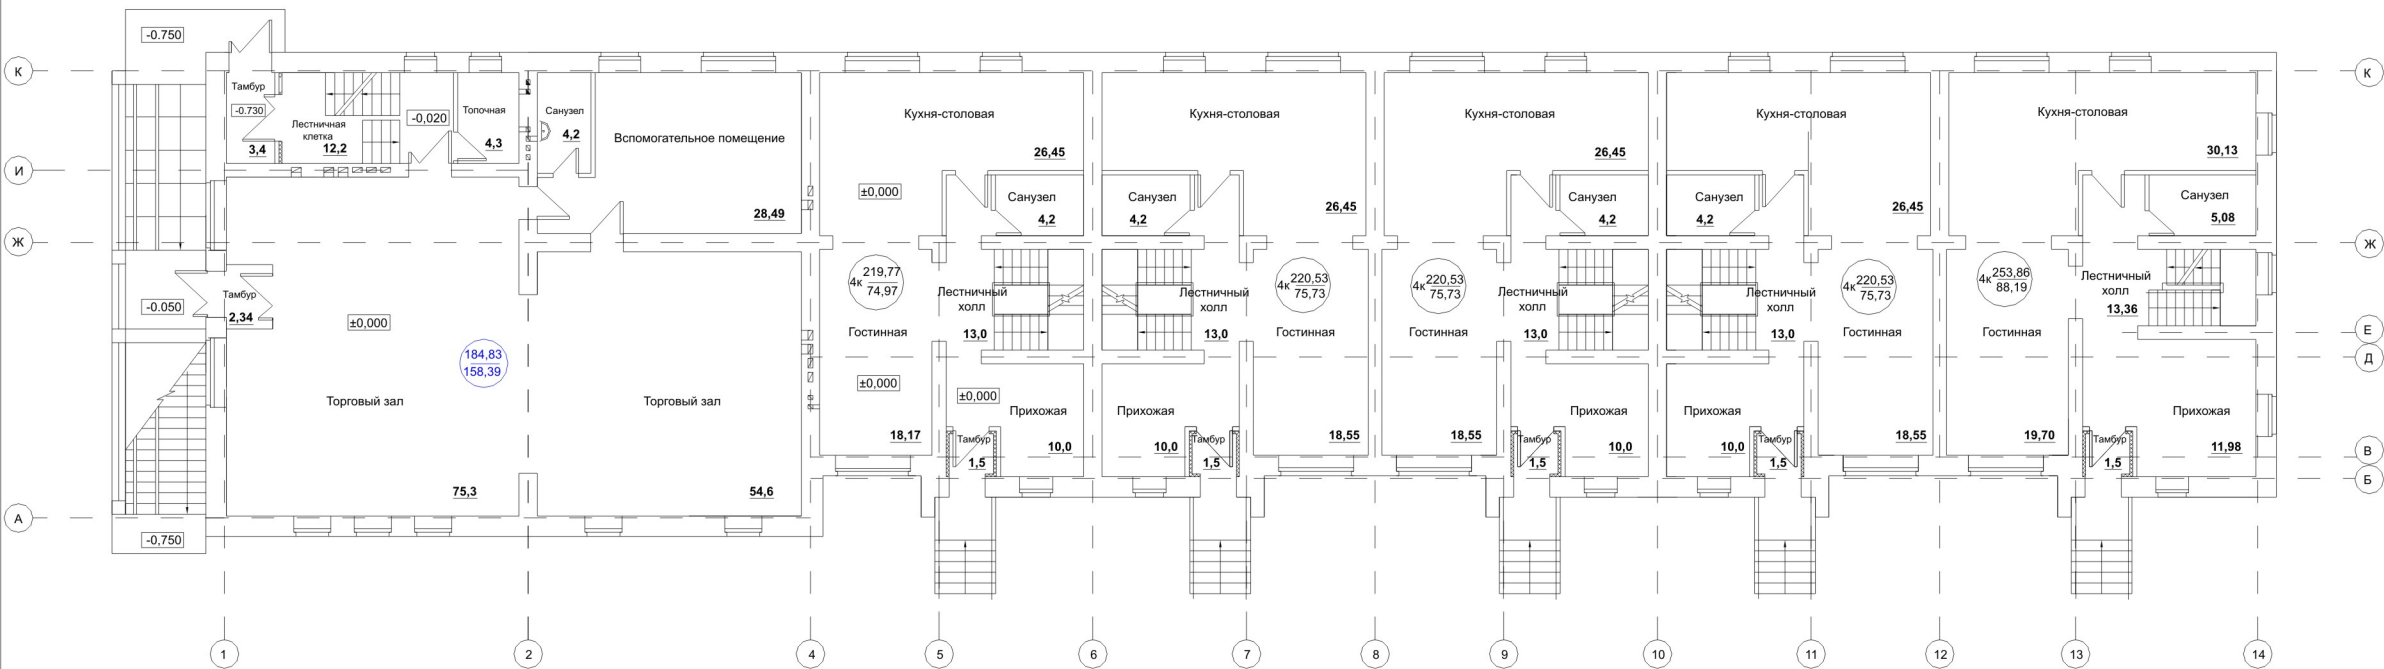 -0.750
К
К
Тамбур
-0.730
3,4
Лестничная
клетка
12,2
-0,020
Топочная
4,3
Санузел
4,2
Вспомогательное помещение
28,49
Кухня-столовая
26,45
±0,000
Санузел
4,2
Кухня-столовая
26,45
Санузел
4,2
Кухня-столовая
26,45
Санузел
4,2
Кухня-столовая
26,45
Санузел
4,2
Кухня-столовая
30,13
Санузел
5,08
И
Ж
Ж
-0.050
Тамбур
2,34
±0,000
184,83
158,39
Торговый зал
75,3
Торговый зал
54,6
4к 219,77
74,97
Гостинная
±0,000
18,17
Лестничный
холл
13,0
±0,000
Прихожая
10,0
Тамбур
1,5
Лестничный
холл
13,0
Прихожая
10,0
Тамбур
1,5
4к 220,53
75,73
Гостинная
18,55
4к 220,53
75,73
Гостинная
18,55
Лестничный
холл
13,0
Прихожая
10,0
Тамбур
1,5
Лестничный
холл
13,0
Прихожая
10,0
Тамбур
1,5
4к 220,53
75,73
Гостинная
18,55
4к 253,86
88,19
Гостинная
19,70
Лестничный
холл
13,36
Прихожая
11,98
Тамбур
1,5
Е
Д
В
Б
А
-0,750
1
2
4
5
6
7
8
9
10
11
12
13
14